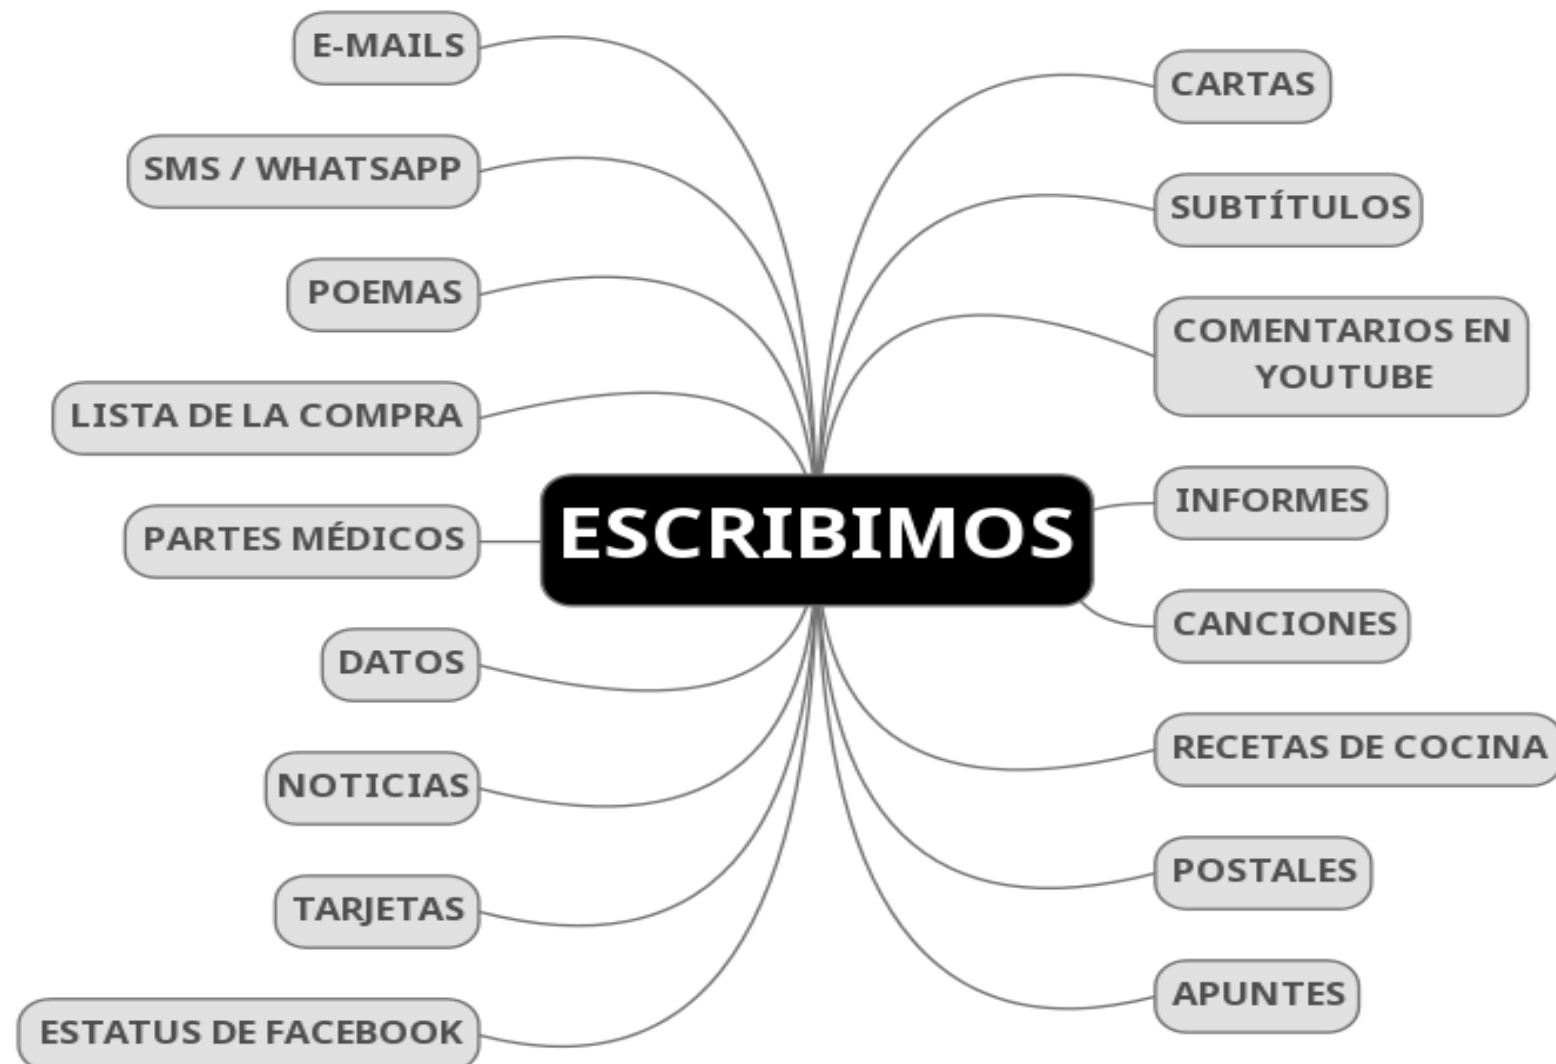 E-MAILS
SMS / WHATSAPP
POEMAS
LISTA DE LA COMPRA
PARTES MÉDICOS
DATOS
NOTICIAS
TARJETAS
ESTATUS DE FACEBOOK
ESCRIBIMOS
CARTAS
SUBTÍTULOS
COMENTARIOS EN
YOUTUBE
INFORMES
CANCIONES
RECETAS DE COCINA
POSTALES
APUNTES